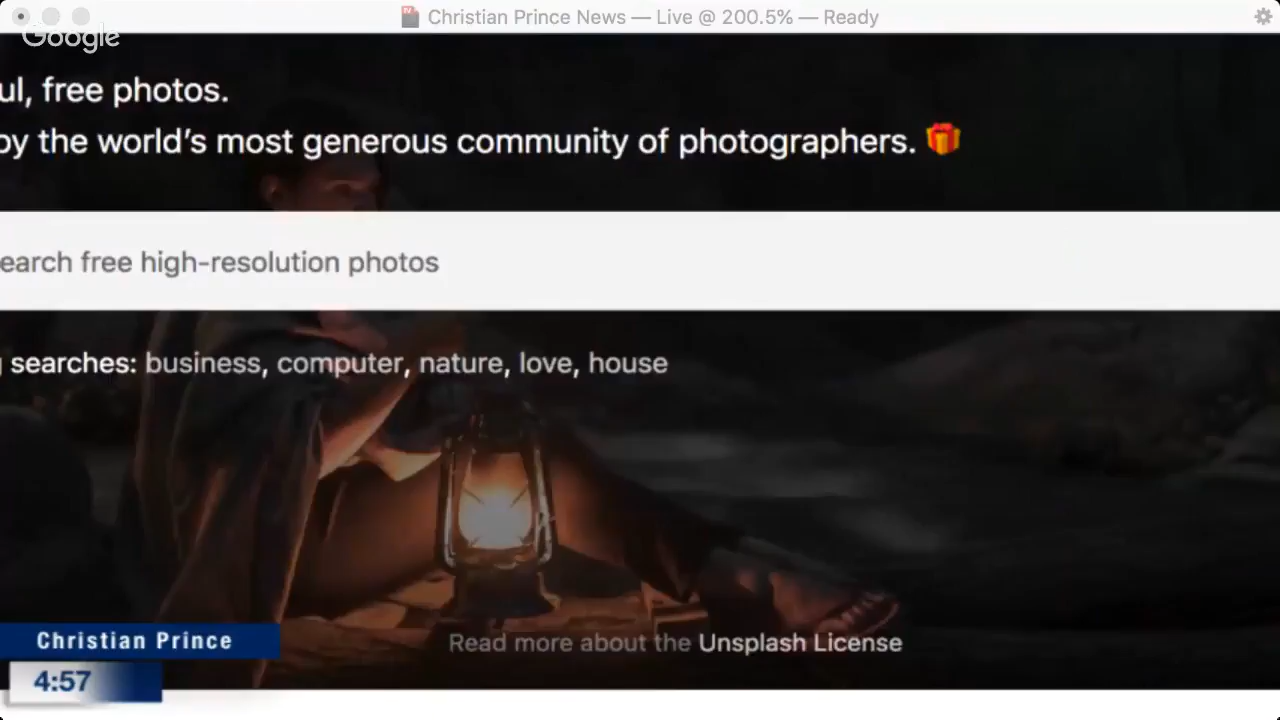 Christian Prince News — Live @ 200.5% — Ready
Google
ul, free photos.
by the world’s most generous community of photographers.
earch free high-resolution photos
g searches: business, computer, nature, love, house
Read more about the Unsplash License
Christian Prince
4:57